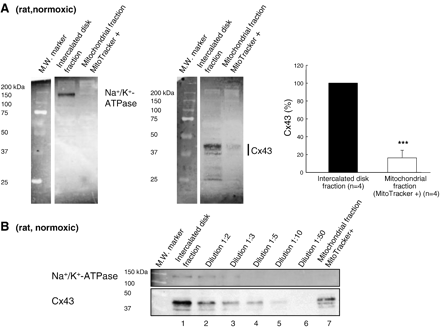 A (rat,normoxic)
M.W. marker
Intercalated disk
fraction
Mitochondrial fraction
MitoTracker +
200 kDa
150
100
75
50
37
25
Na+/K+-
ATPase
M.W. marker
Intercalated disk
fraction
Mitochondrial fraction
MitoTracker +
200 kDa
150
100
75
50
37
25
Cx43
Cx43 (%)
120
100
80
60
40
20
0
***
Intercalated disk
fraction (n=4)
Mitochondrial
fraction
(MitoTracker +) (n=4)
B (rat, normoxic)
M.W. marker
Intercalated disk
fraction
Dilution 1:2
Dilution 1:3
Dilution 1:5
Dilution 1:10
Dilution 1:50
Mitochondrial fraction
MitoTracker+
Na+/K+-ATPase
150 kDa
100
Cx43
50
37
1 2 3 4 5 6 7